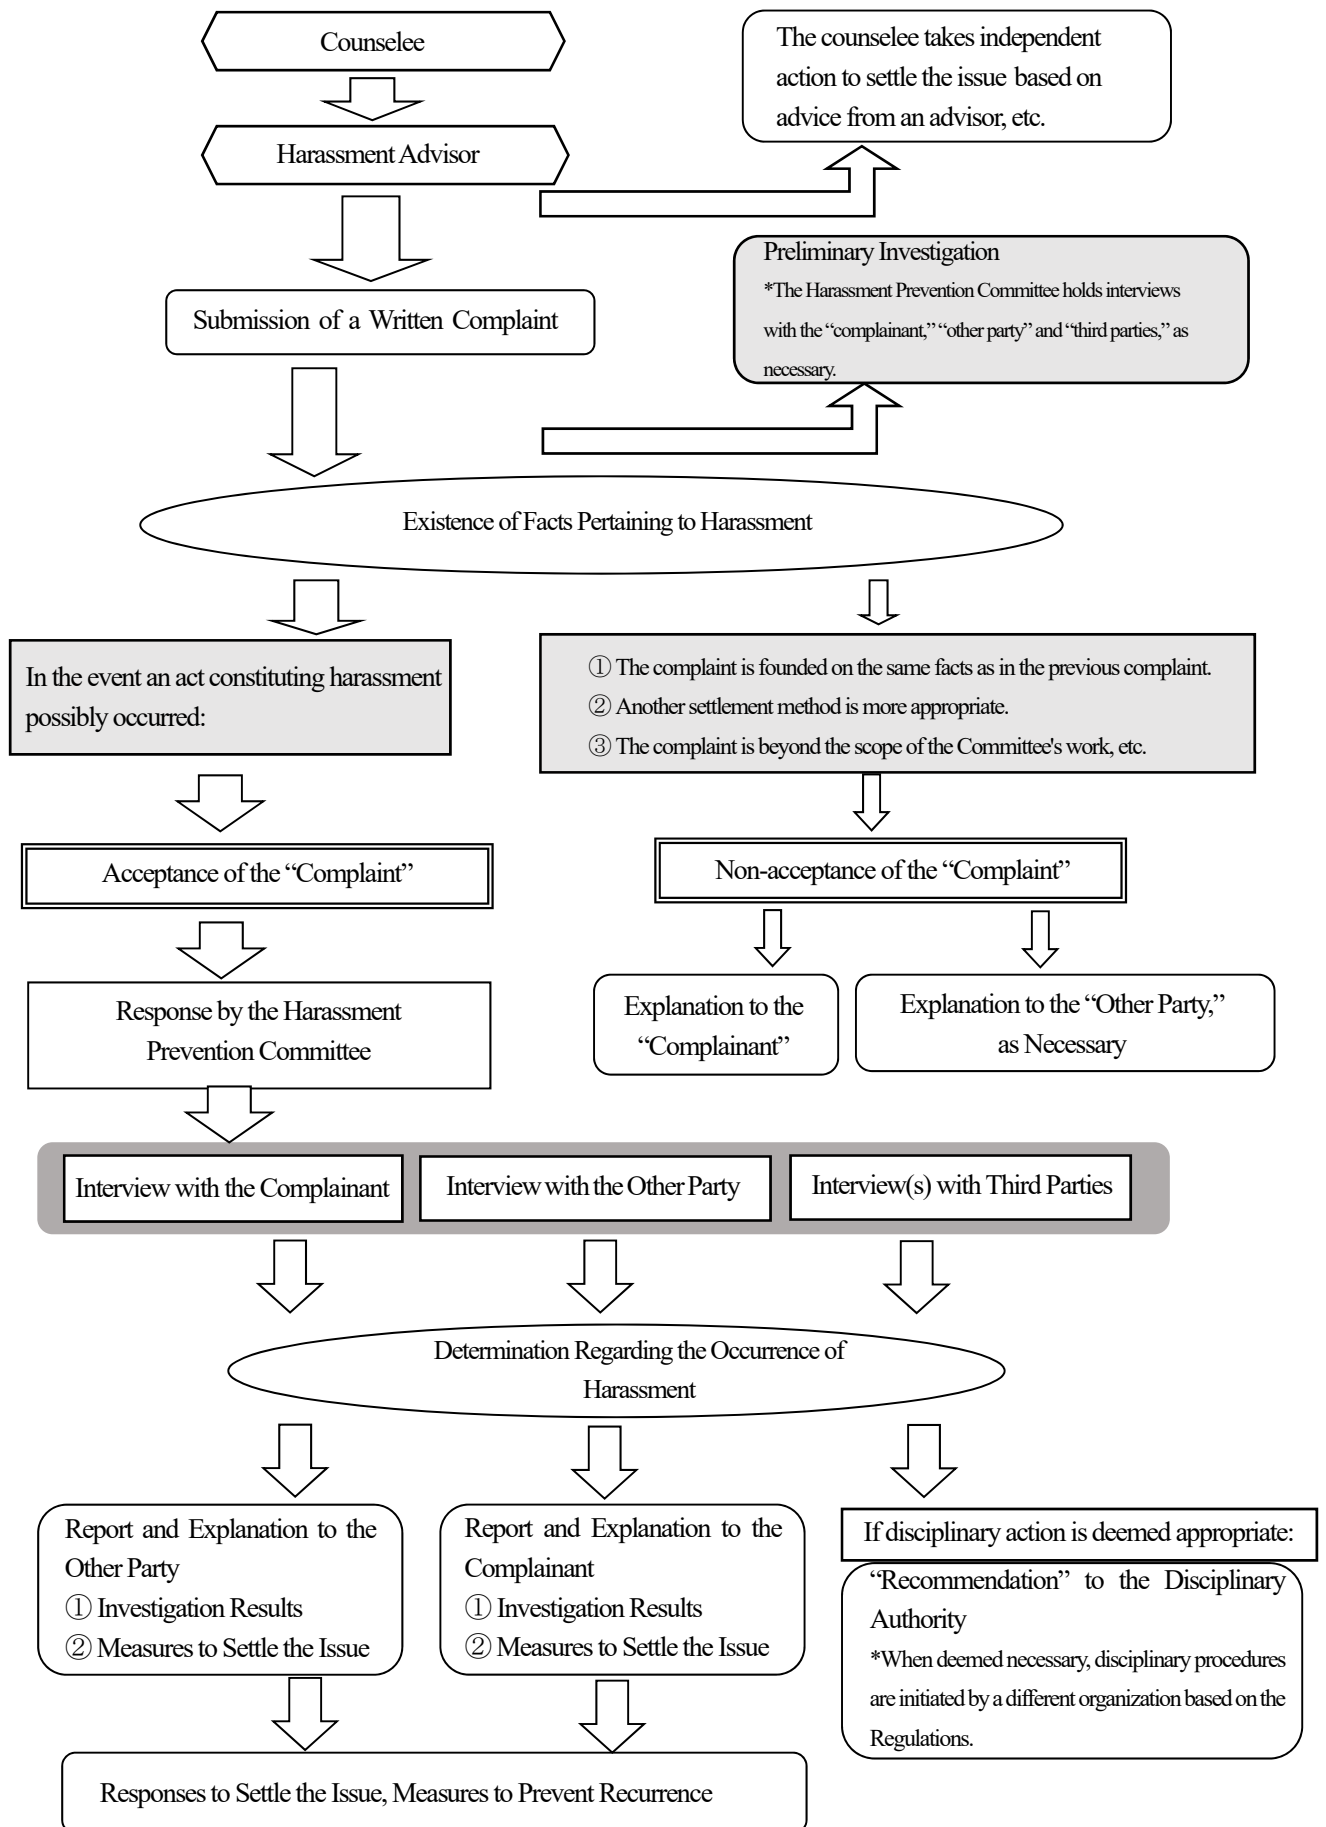 Counselee
The counselee takes independent
action to settle the issue based on
advice from an advisor, etc.
Harassment Advisor
Preliminary Investigation
*The Harassment Prevention Committee holds interviews
with the “complainant,” “other party” and “third parties,” as
necessary.
Submission of a Written Complaint
Existence of Facts Pertaining to Harassment
In the event an act constituting harassment
possibly occurred:
① The complaint is founded on the same facts as in the previous complaint.
② Another settlement method is more appropriate.
③ The complaint is beyond the scope of the Committee's work, etc.
Acceptance of the “Complaint”
Non-acceptance of the “Complaint”
Response by the Harassment
Prevention Committee
Explanation to the
“Complainant”
Explanation to the “Other Party,”
as Necessary
Interview with the Complainant
Interview with the Other Party
Interview(s) with Third Parties
Determination Regarding the Occurrence of
Harassment
Report and Explanation to the
Other Party
① Investigation Results
② Measures to Settle the Issue
Report and Explanation to the
Complainant
① Investigation Results
② Measures to Settle the Issue
If disciplinary action is deemed appropriate:
“Recommendation” to the Disciplinary
Authority
*When deemed necessary, disciplinary procedures
are initiated by a different organization based on the
Regulations.
Responses to Settle the Issue, Measures to Prevent Recurrence